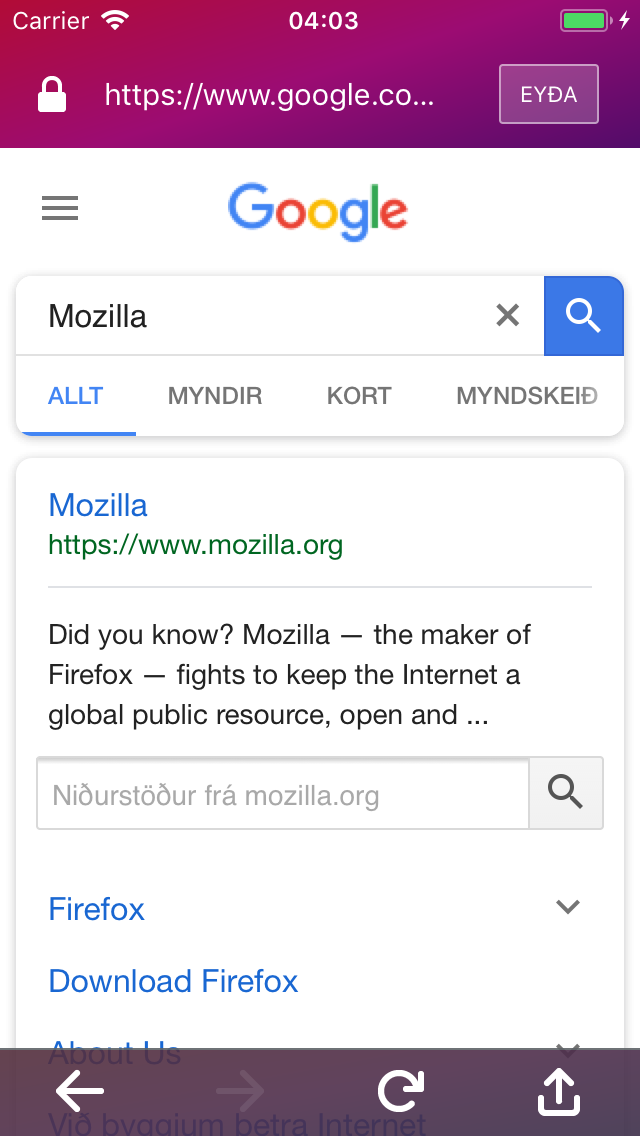 Carrier 04:03
https://www.google.co... EYÐA
Google
Mozilla
ALLT MYNDIR KORT MYNDSKEIÐ
Mozilla
https://www.mozilla.org
Did you know? Mozilla — the maker of
Firefox — fights to keep the Internet a
global public resource, open and ...
Niðurstöður frá mozilla.org
Firefox
Download Firefox
About Us
Við byggjum betra Internet